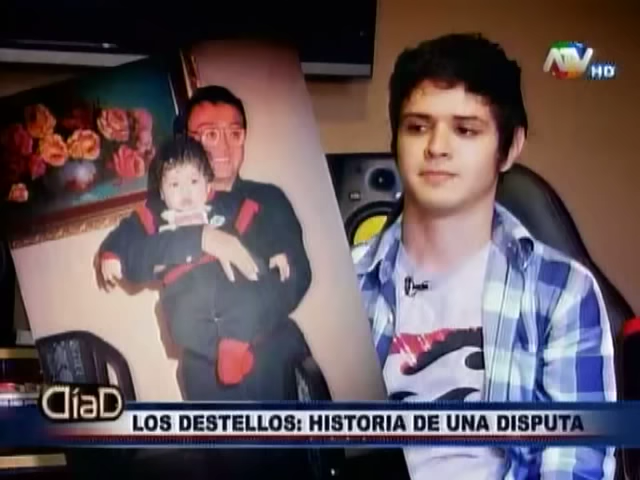 ATV
HD
DíaD
LOS DESTELLOS: HISTORIA DE UNA DISPUTA